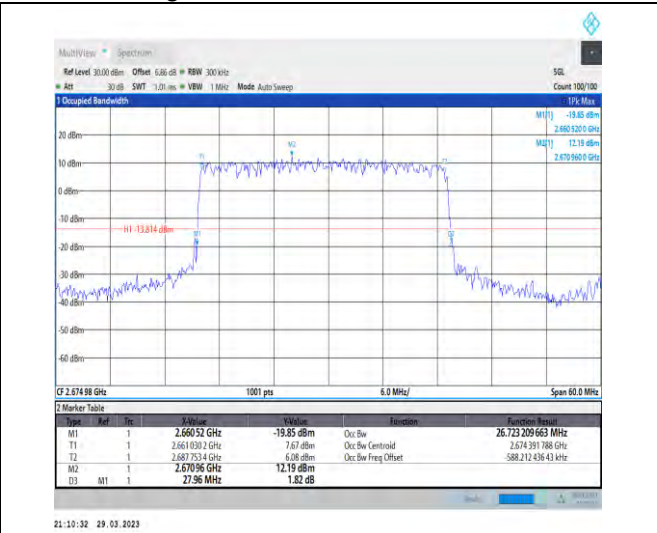 MultiView Spectrum
Ref Level 30.00 dBm Offset 6.86 dB RBW 300 kHz SGL
Att 30 dB SWT 1.01 ms VBW 1 MHz Mode Auto Sweep Count 100/100
1 Occupied Bandwidth 1Pk Max
M1[1] -19.85 dBm
2.660 520 0 GHz
M2[1] 12.19 dBm
2.670 960 0 GHz
20 dBm
M2
T1
10 dBm
0 dBm
-10 dBm
H1 -13.814 dBm
M1
D3
-20 dBm
-30 dBm
-40 dBm
-50 dBm
-60 dBm
CF 2.674 98 GHz 1001 pts 6.0 MHz/ Span 60.0 MHz
2 Marker Table
Type Ref Trc X-Value Y-Value Function Function Result
M1 1 2.660 52 GHz -19.85 dBm Occ Bw 26.723 209 663 MHz
T1 1 2.661 030 2 GHz 7.67 dBm Occ Bw Centroid 2.674 391 788 GHz
T2 1 2.687 753 4 GHz 6.08 dBm Occ Bw Freq Offset -588.212 436 43 kHz
M2 1 2.670 96 GHz 12.19 dBm
D3 M1 1 27.96 MHz 1.82 dB
21:10:32 29.03.2023